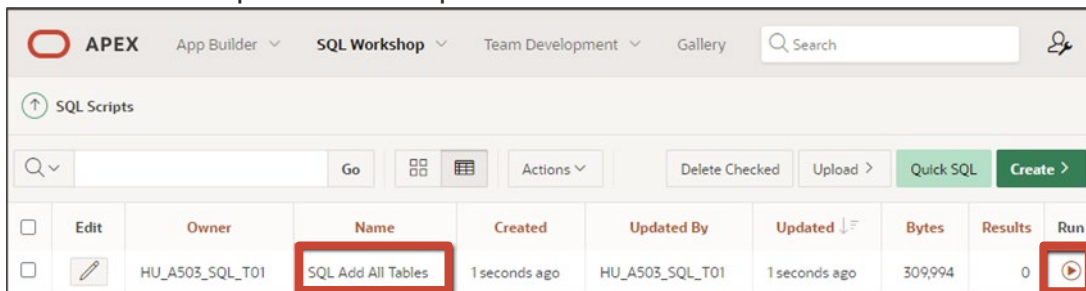 APEX App Builder SQL Workshop Team Development Gallery Search
SQL Scripts
Go Actions Delete Checked Upload > Quick SQL Create >
Edit Owner Name Created Updated By Updated Bytes Results Run
HU_A503_SQL_T01 SQL Add All Tables 1 seconds ago HU_A503_SQL_T01 1 seconds ago 309,994 0